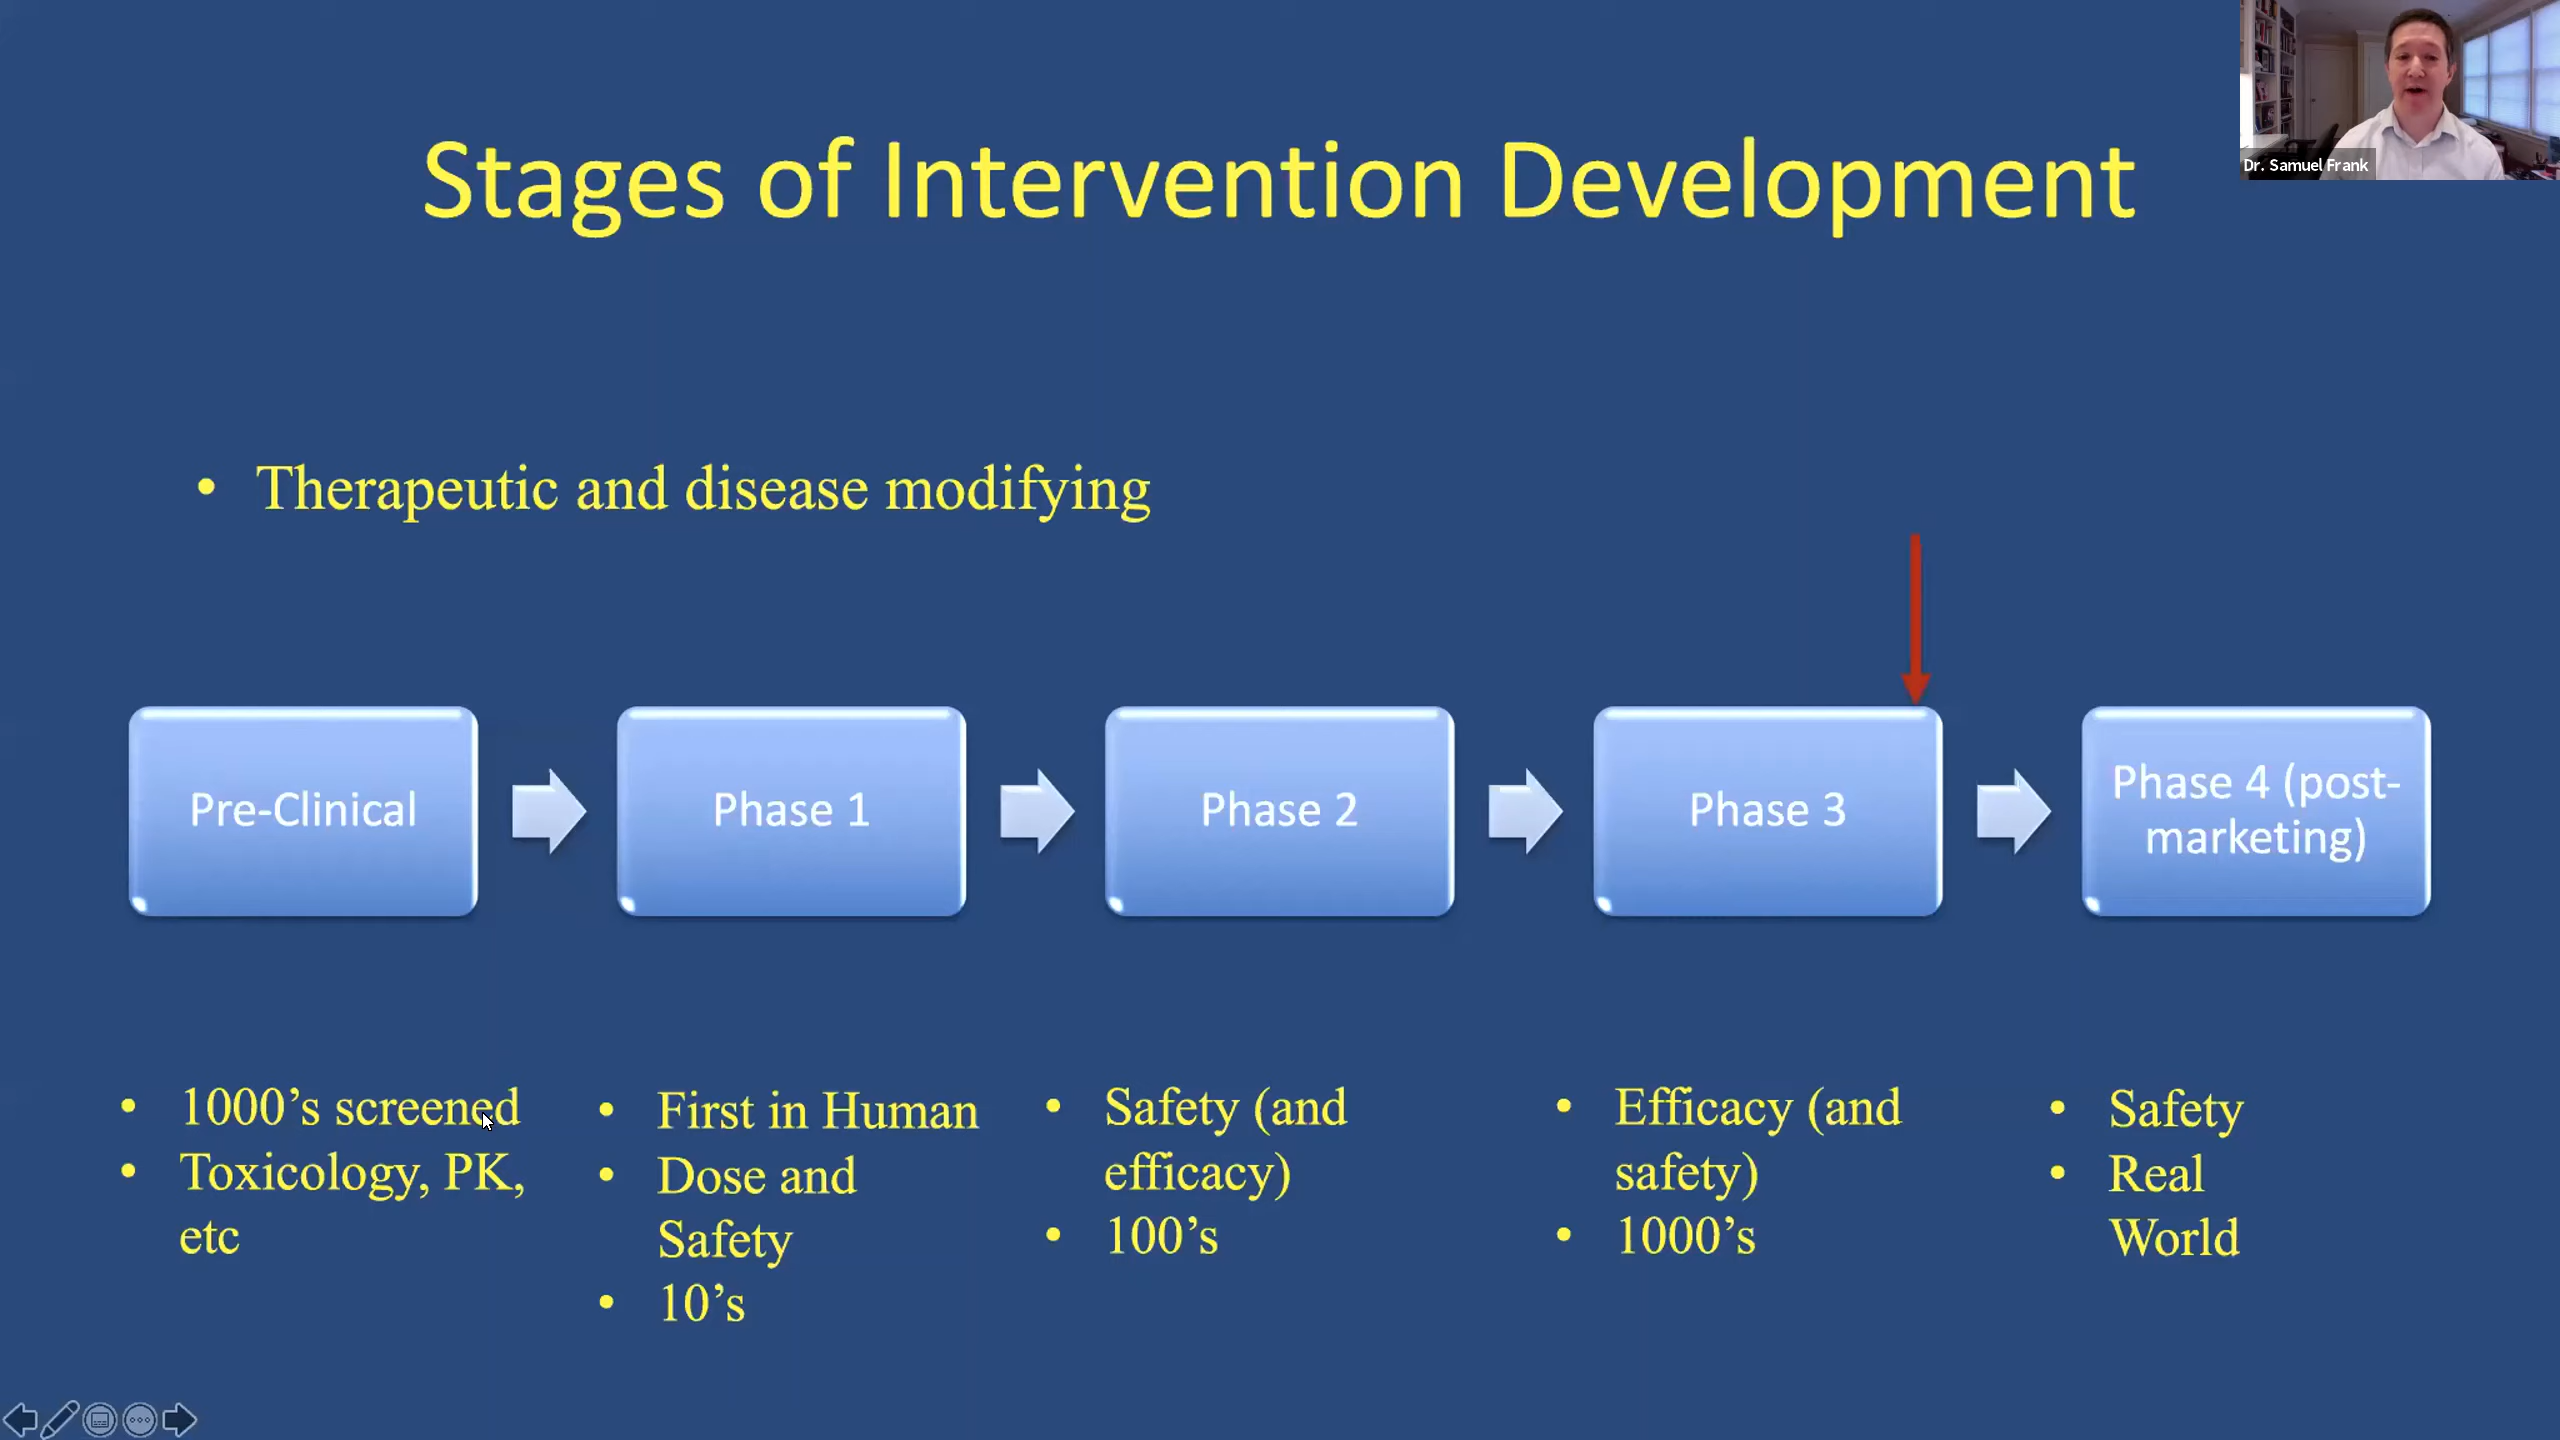 Dr. Samuel Frank
Stages of Intervention Development
• Therapeutic and disease modifying
Pre-Clinical
Phase 1
Phase 2
Phase 3
Phase 4 (post-
marketing)
• 1000’s screened
• Toxicology, PK,
etc
• First in Human
• Dose and
Safety
• 10’s
• Safety (and
efficacy)
• 100’s
• Efficacy (and
safety)
• 1000’s
• Safety
• Real
World